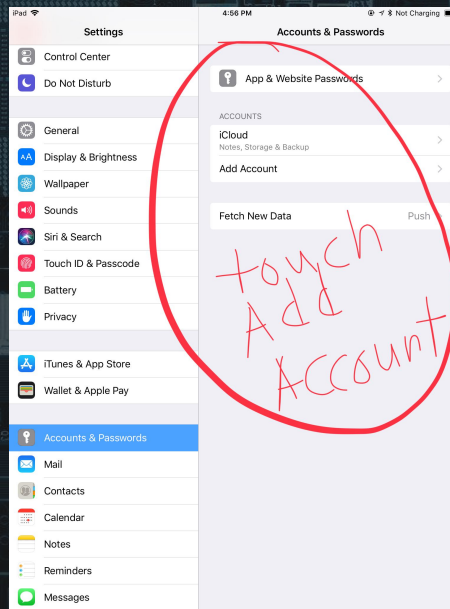 iPad 4:56 PM Not Charging
Settings
Accounts & Passwords
Control Center
Do Not Disturb
General
Display & Brightness
Wallpaper
Sounds
Siri & Search
Touch ID & Passcode
Battery
Privacy
iTunes & App Store
Wallet & Apple Pay
Accounts & Passwords
Mail
Contacts
Calendar
Notes
Reminders
Messages
App & Website Passwords
ACCOUNTS
iCloud
Notes, Storage & Backup
Add Account
Fetch New Data Push
touch
Add
Account